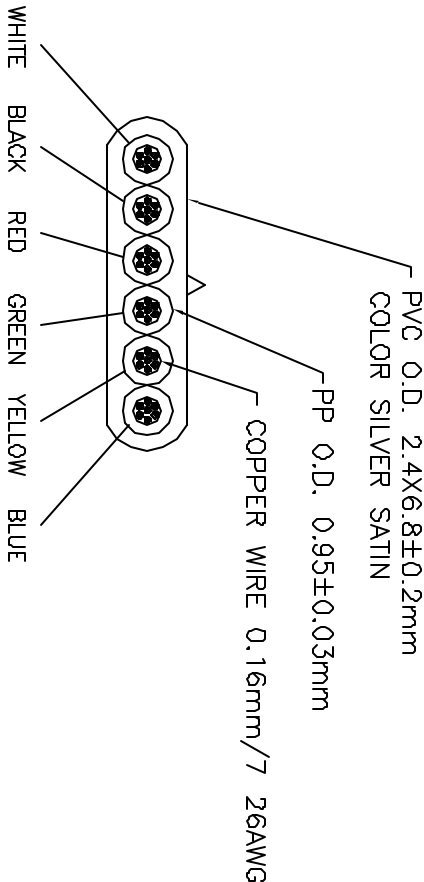 PVC O.D. 2.4X6.8±0.2mm
COLOR SILVER SATIN
PP O.D. 0.95±0.03mm
COPPER WIRE 0.16mm/7 26AWG
WHITE BLACK RED GREEN YELLOW BLUE